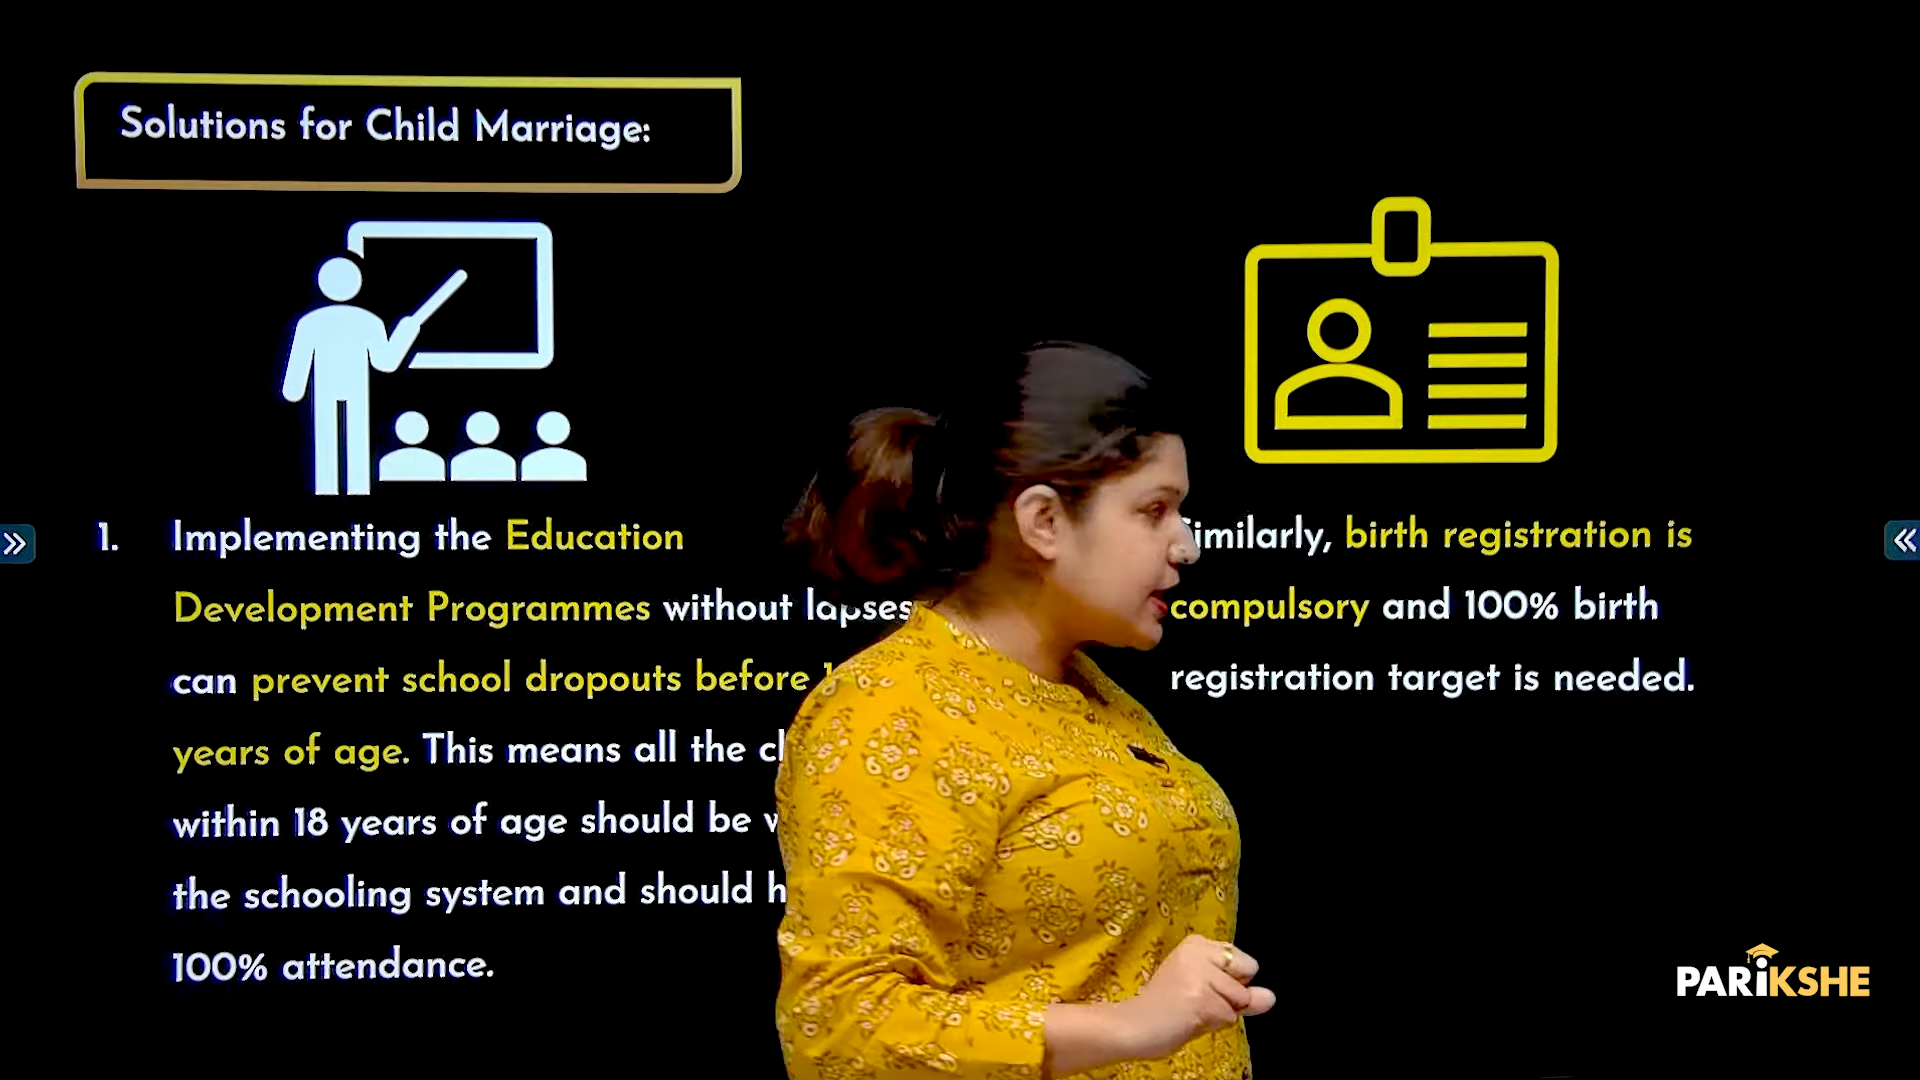 Solutions for Child Marriage:
1. Implementing the Education
Development Programmes without lapses
can prevent school dropouts before
years of age. This means all the
within 18 years of age should be
the schooling system and should
100% attendance.
Similarly, birth registration is
compulsory and 100% birth
registration target is needed.
PARiKSHE